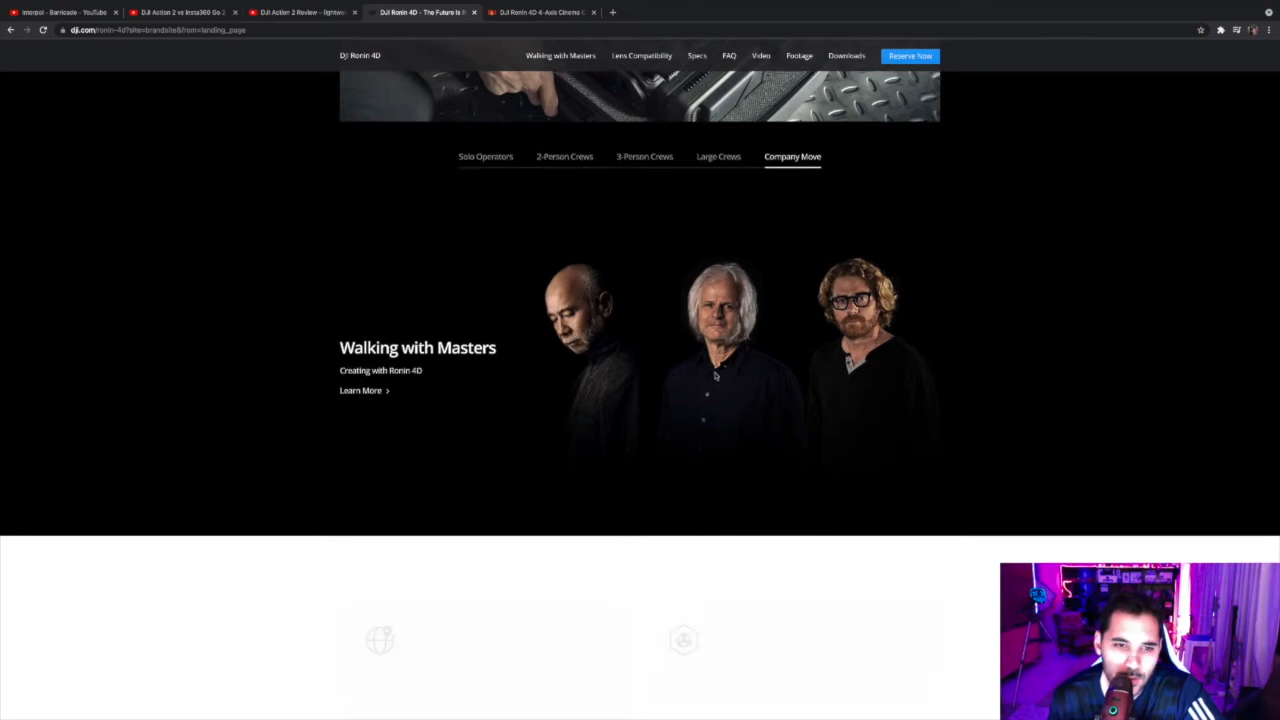 Interpol - Barricade - YouTube
DJI Action 2 vs Insta360 Go 2
DJI Action 2 Review - lightwe
DJI Ronin 4D - The Future Is R
DJI Ronin 4D 4-Axis Cinema C
dji.com/ronin-4d?site=brandsite&from=landing_page
DJI Ronin 4D
Walking with Masters
Lens Compatibility
Specs
FAQ
Video
Footage
Downloads
Reserve Now
Solo Operators
2-Person Crews
3-Person Crews
Large Crews
Company Move
Walking with Masters
Creating with Ronin 4D
Learn More >